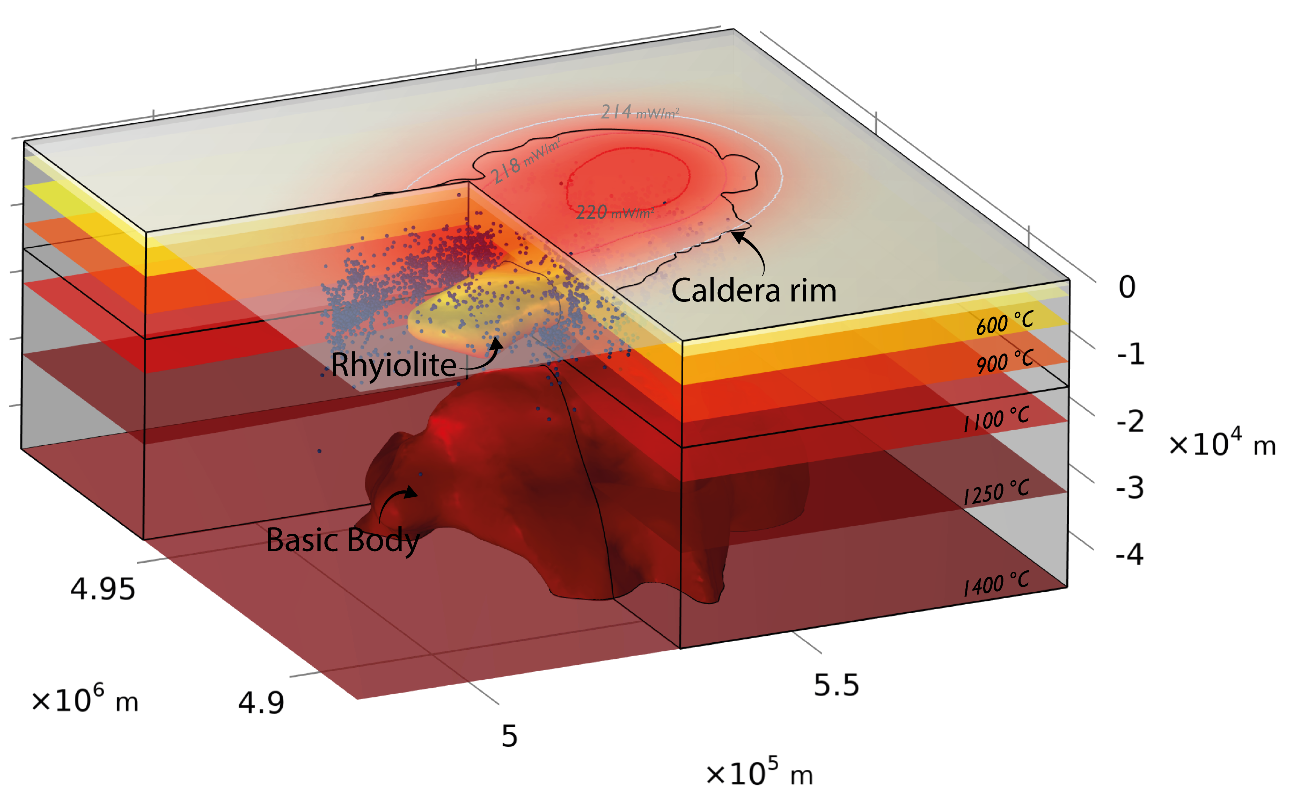 214 mW/m²
218 mW/m²
220 mW/m²
Caldera rim
Rhyiolite
Basic Body
600 °C
900 °C
1100 °C
1250 °C
1400 °C
0
-1
-2
-3
-4
×10⁴ m
4.95
4.9
×10⁶ m
5
5.5
×10⁵ m